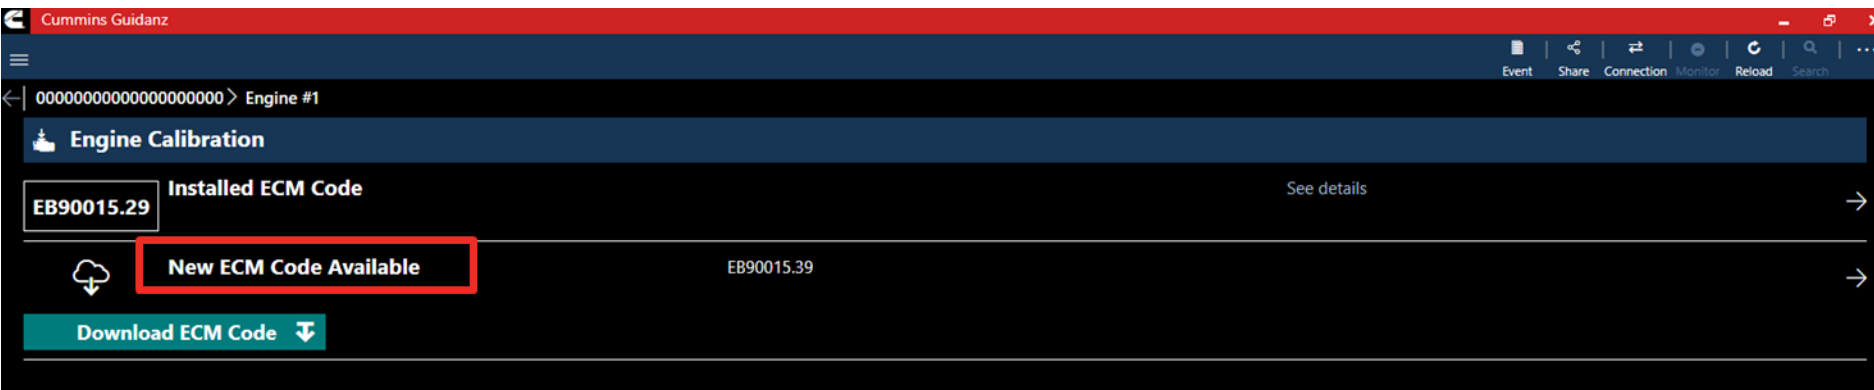 Cummins Guidanz
Event Share Connection Monitor Reload Search
00000000000000000000 > Engine #1
Engine Calibration
EB90015.29
Installed ECM Code
See details
New ECM Code Available
EB90015.39
Download ECM Code